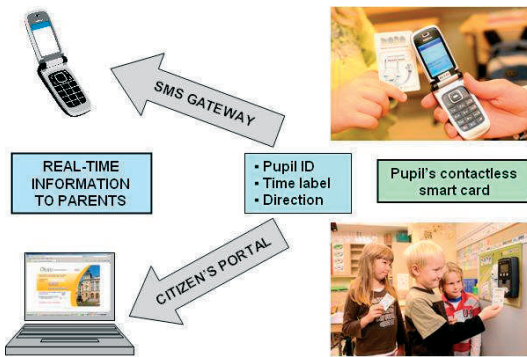 SMS GATEWAY
REAL-TIME
INFORMATION
TO PARENTS
▪ Pupil ID
▪ Time label
▪ Direction
Pupil's contactless
smart card
CITIZEN'S PORTAL